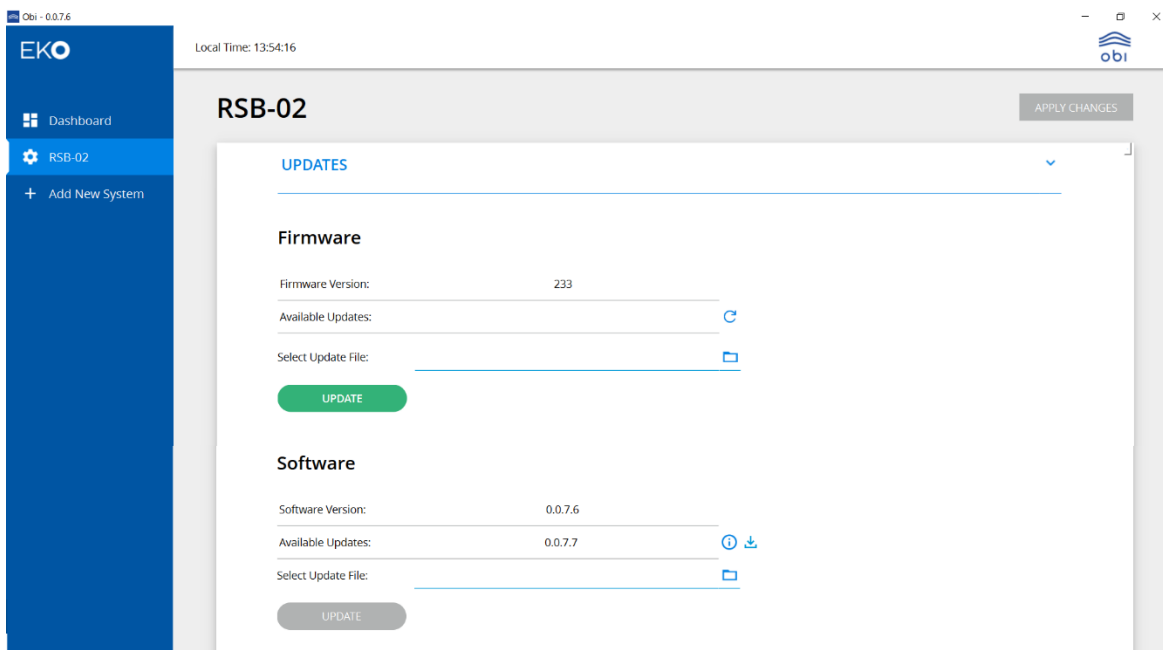 Obi - 0.0.7.6
EKO
Local Time: 13:54:16
obi
Dashboard
RSB-02
Add New System
RSB-02
APPLY CHANGES
UPDATES
Firmware
Firmware Version: 233
Available Updates:
Select Update File:
UPDATE
Software
Software Version: 0.0.7.6
Available Updates: 0.0.7.7
Select Update File:
UPDATE